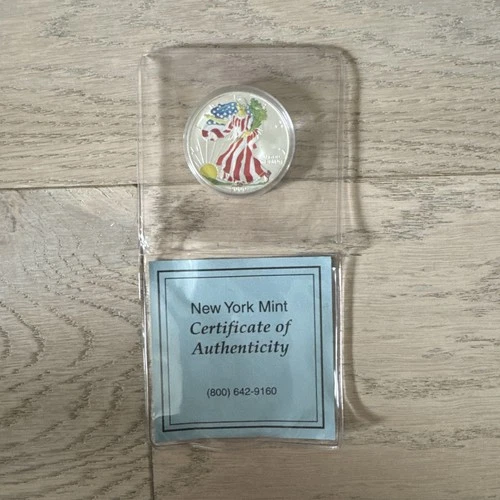 New York Mint
Certificate of
Authenticity
(800) 642-9160